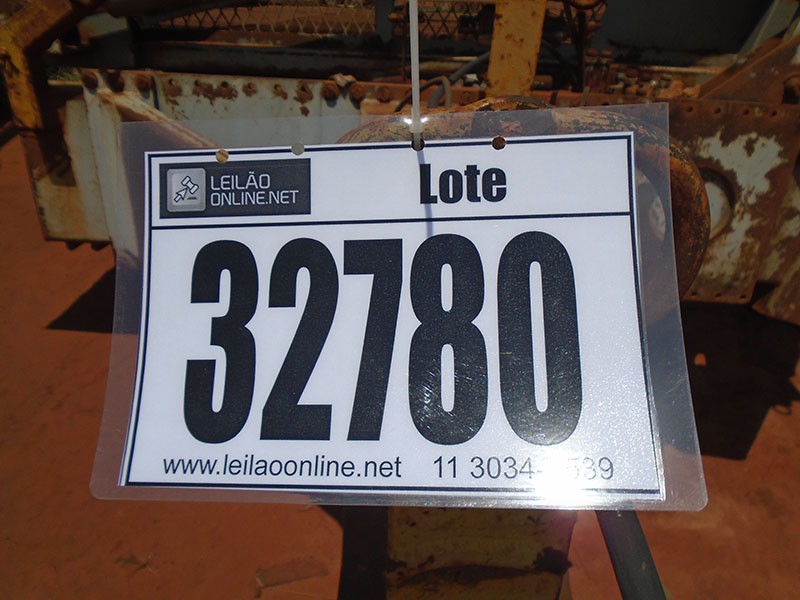 LEILÃO
ONLINE.NET
Lote
32780
www.leilaoonline.net 11